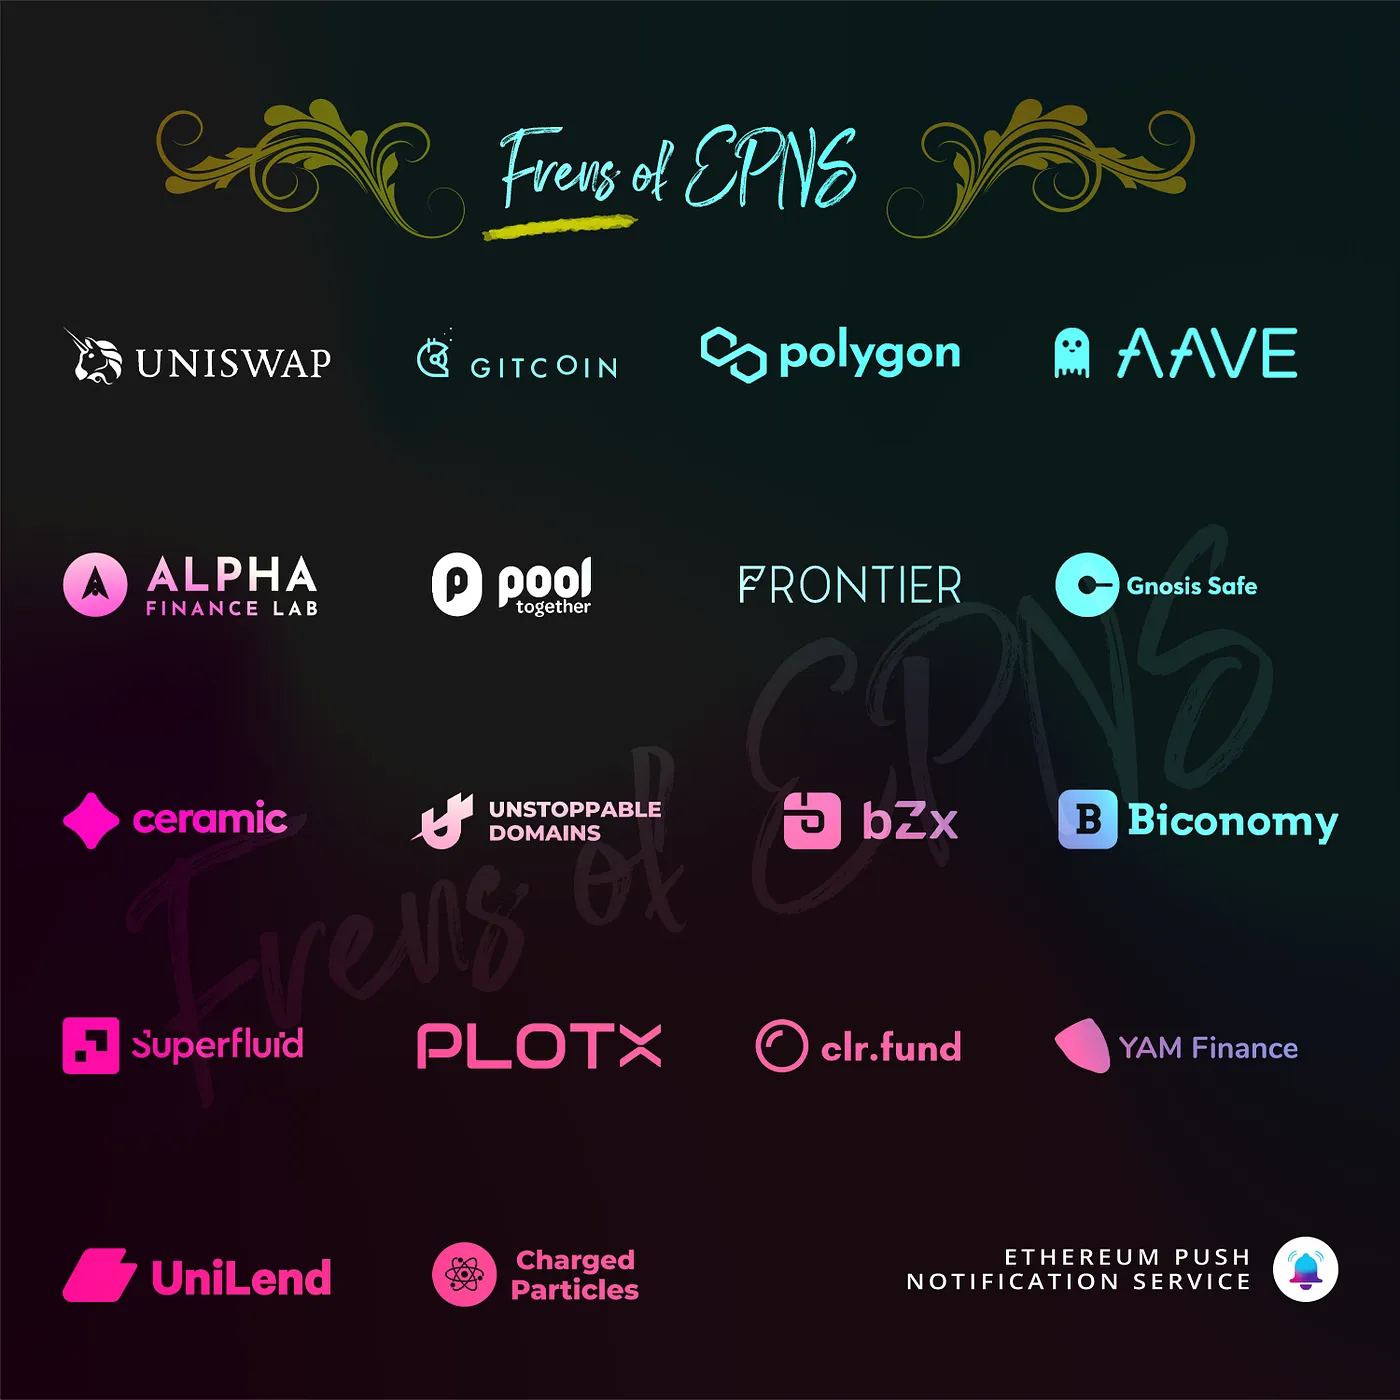 Frens of EPNS
UNISWAP
GITCOIN
polygon
AAVE
ALPHA
FINANCE LAB
pool
together
FRONTIER
Gnosis Safe
ceramic
UNSTOPPABLE
DOMAINS
bZx
Biconomy
Superfluid
PLOTX
clr.fund
YAM Finance
UniLend
Charged
Particles
ETHEREUM PUSH
NOTIFICATION SERVICE
Frens of EPNS